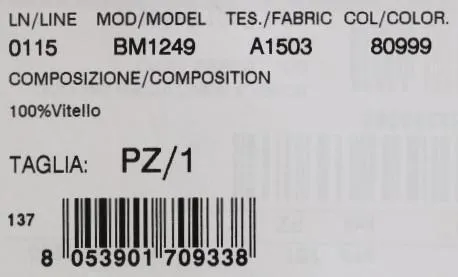 LN/LINE MOD/MODEL TES./FABRIC COL/COLOR.
0115 BM1249 A1503 80999
COMPOSIZIONE/COMPOSITION
100%Vitello
TAGLIA: PZ/1
137
8 053901 709338